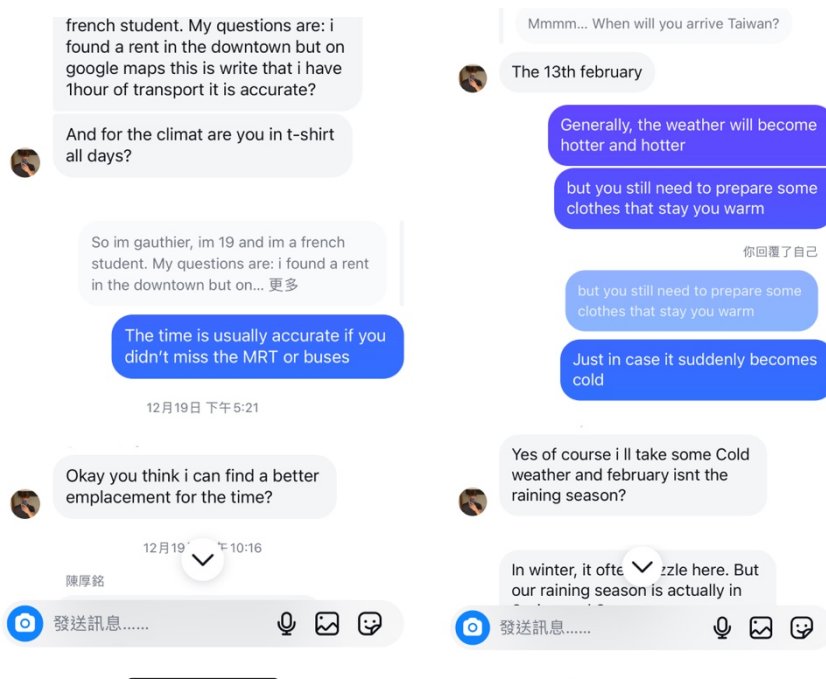 french student. My questions are: i
found a rent in the downtown but on
google maps this is write that i have
1hour of transport it is accurate?
And for the climat are you in t-shirt
all days?
So im gauthier, im 19 and im a french
student. My questions are: i found a rent
in the downtown but on... 更多
The time is usually accurate if you
didn't miss the MRT or buses
12月19日 下午5:21
Okay you think i can find a better
emplacement for the time?
12月19 午10:16
陳厚銘
發送訊息......
Mmmm... When will you arrive Taiwan?
The 13th february
Generally, the weather will become
hotter and hotter
but you still need to prepare some
clothes that stay you warm
你回覆了自己
but you still need to prepare some
clothes that stay you warm
Just in case it suddenly becomes
cold
Yes of course i ll take some Cold
weather and february isnt the
raining season?
In winter, it here. But
our raining season is actually in
發送訊息......